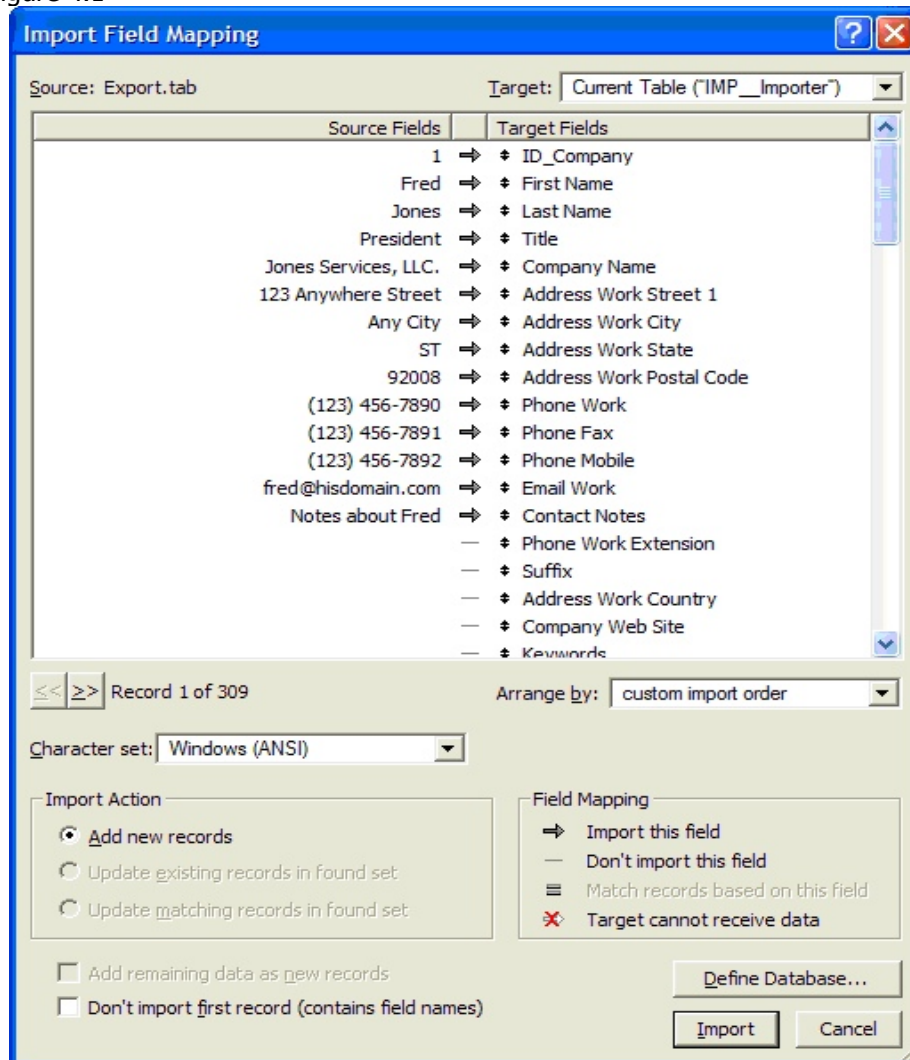 Import Field Mapping
Source: Export.tab Target: Current Table ("IMP__Importer")
Source Fields Target Fields
1 ID_Company
Fred First Name
Jones Last Name
President Title
Jones Services, LLC. Company Name
123 Anywhere Street Address Work Street 1
Any City Address Work City
ST Address Work State
92008 Address Work Postal Code
(123) 456-7890 Phone Work
(123) 456-7891 Phone Fax
(123) 456-7892 Phone Mobile
fred@hisdomain.com Email Work
Notes about Fred Contact Notes
Phone Work Extension
Suffix
Address Work Country
Company Web Site
Keywords
<< >> Record 1 of 309 Arrange by: custom import order
Character set: Windows (ANSI)
Import Action Field Mapping
Add new records Import this field
Update existing records in found set Don't import this field
Update matching records in found set Match records based on this field
Target cannot receive data
Add remaining data as new records Define Database...
Don't import first record (contains field names)
Import Cancel